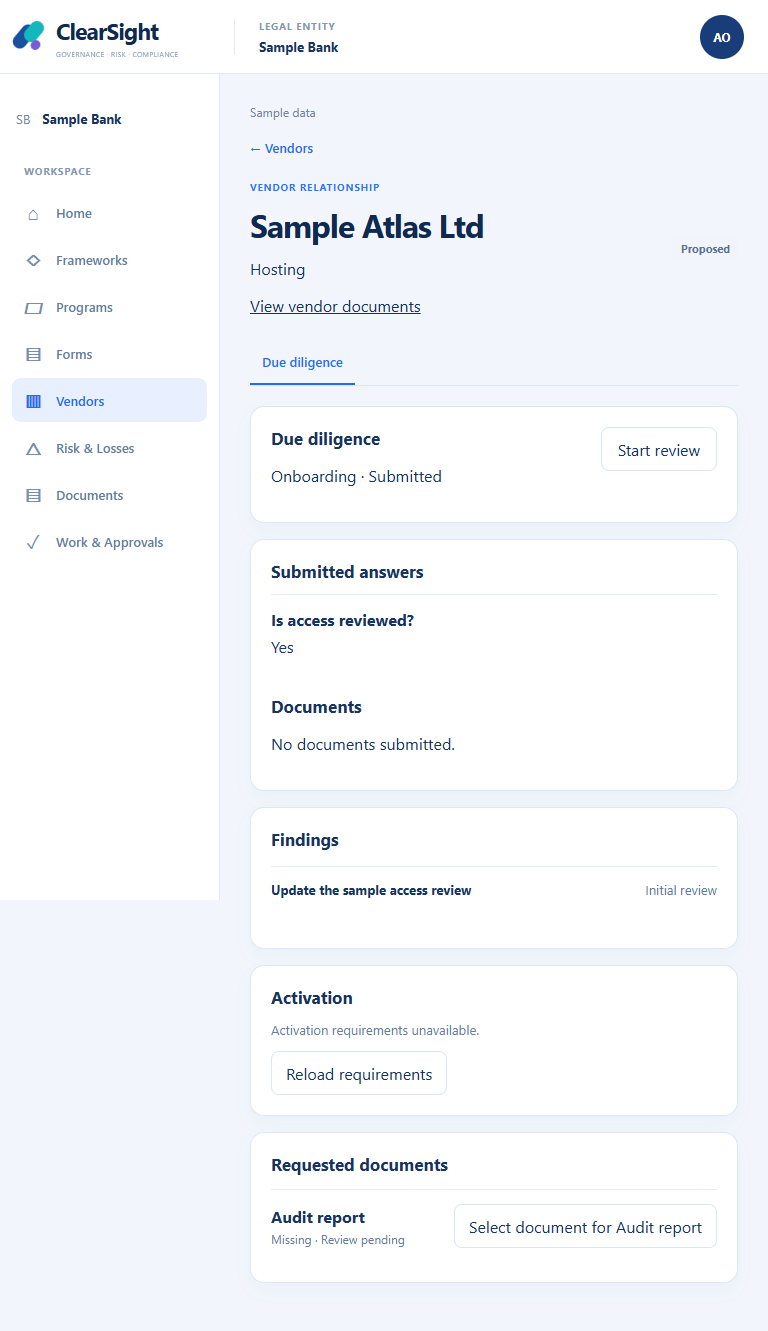 ClearSight
GOVERNANCE · RISK · COMPLIANCE
LEGAL ENTITY
Sample Bank
AO
SB Sample Bank
WORKSPACE
Home
Frameworks
Programs
Forms
Vendors
Risk & Losses
Documents
Work & Approvals
Sample data
← Vendors
VENDOR RELATIONSHIP
Sample Atlas Ltd
Proposed
Hosting
View vendor documents
Due diligence
Due diligence
Start review
Onboarding · Submitted
Submitted answers
Is access reviewed?
Yes
Documents
No documents submitted.
Findings
Update the sample access review
Initial review
Activation
Activation requirements unavailable.
Reload requirements
Requested documents
Audit report
Missing · Review pending
Select document for Audit report